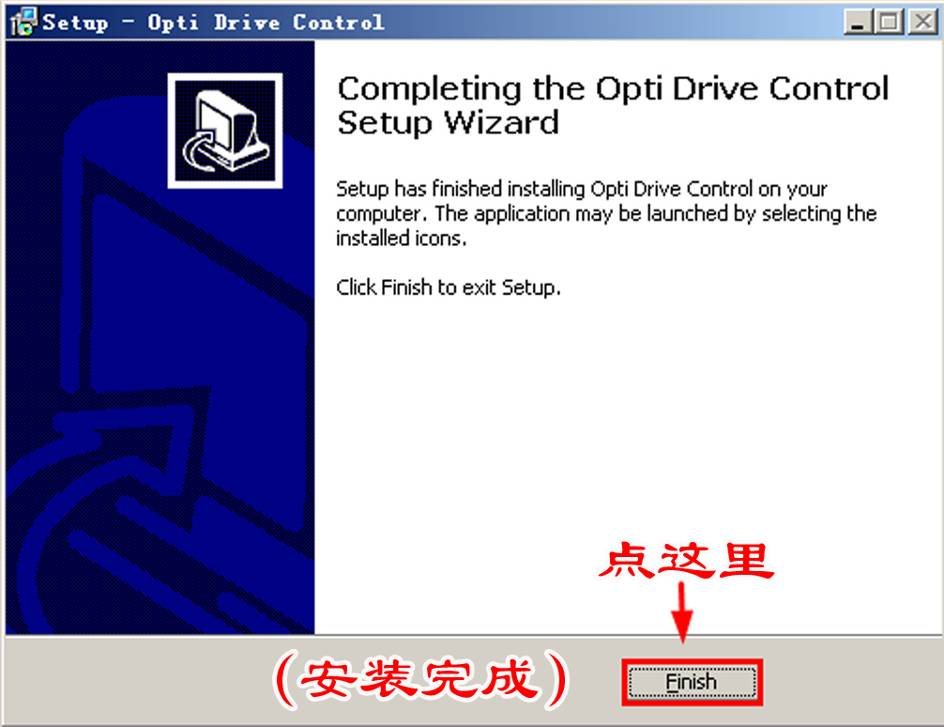 Setup - Opti Drive Control
Completing the Opti Drive Control
Setup Wizard
Setup has finished installing Opti Drive Control on your
computer. The application may be launched by selecting the
installed icons.
Click Finish to exit Setup.
点这里
(安装完成)
Finish